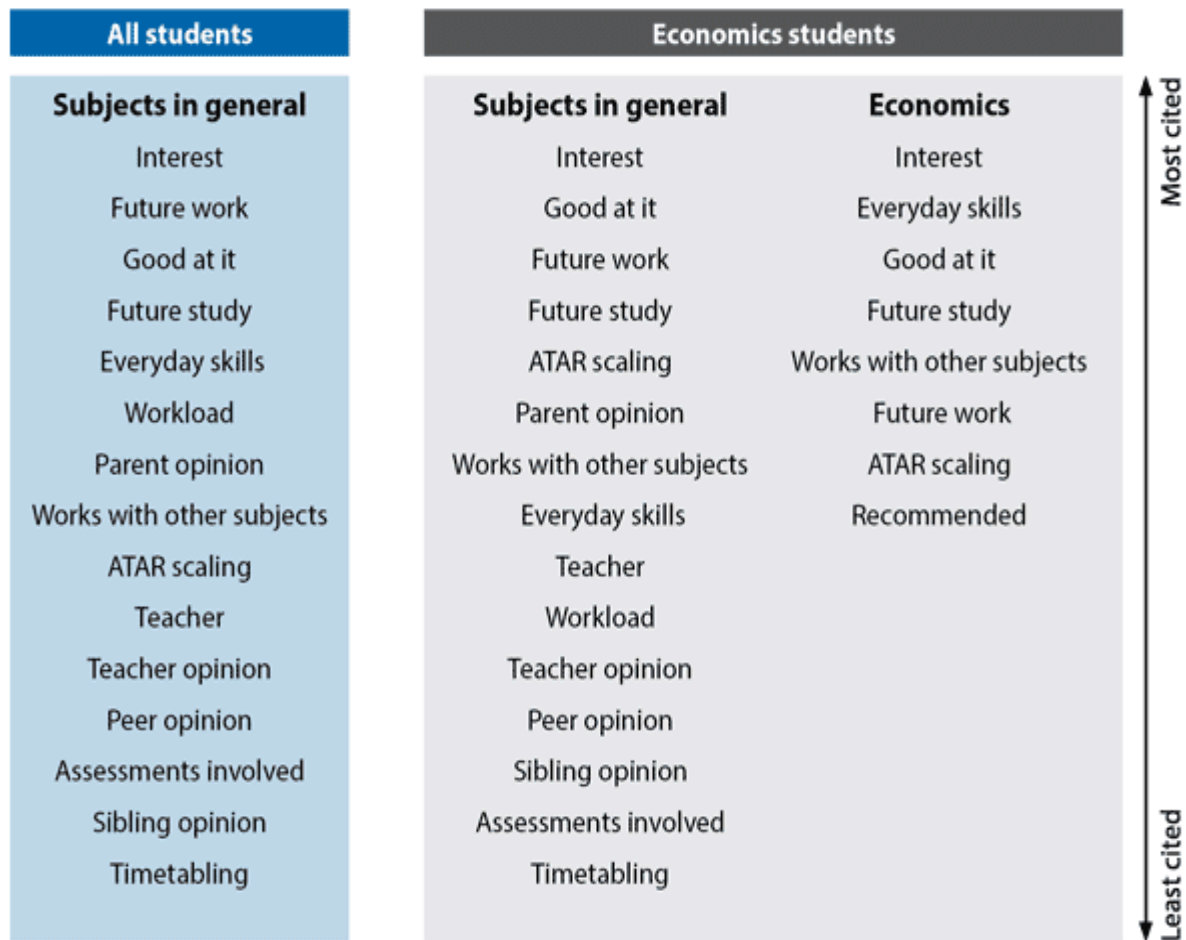 All students
Subjects in general
Interest
Future work
Good at it
Future study
Everyday skills
Workload
Parent opinion
Works with other subjects
ATAR scaling
Teacher
Teacher opinion
Peer opinion
Assessments involved
Sibling opinion
Timetabling
Economics students
Subjects in general
Interest
Good at it
Future work
Future study
ATAR scaling
Parent opinion
Works with other subjects
Everyday skills
Teacher
Workload
Teacher opinion
Peer opinion
Sibling opinion
Assessments involved
Timetabling
Economics
Interest
Everyday skills
Good at it
Future study
Works with other subjects
Future work
ATAR scaling
Recommended
Most cited
Least cited